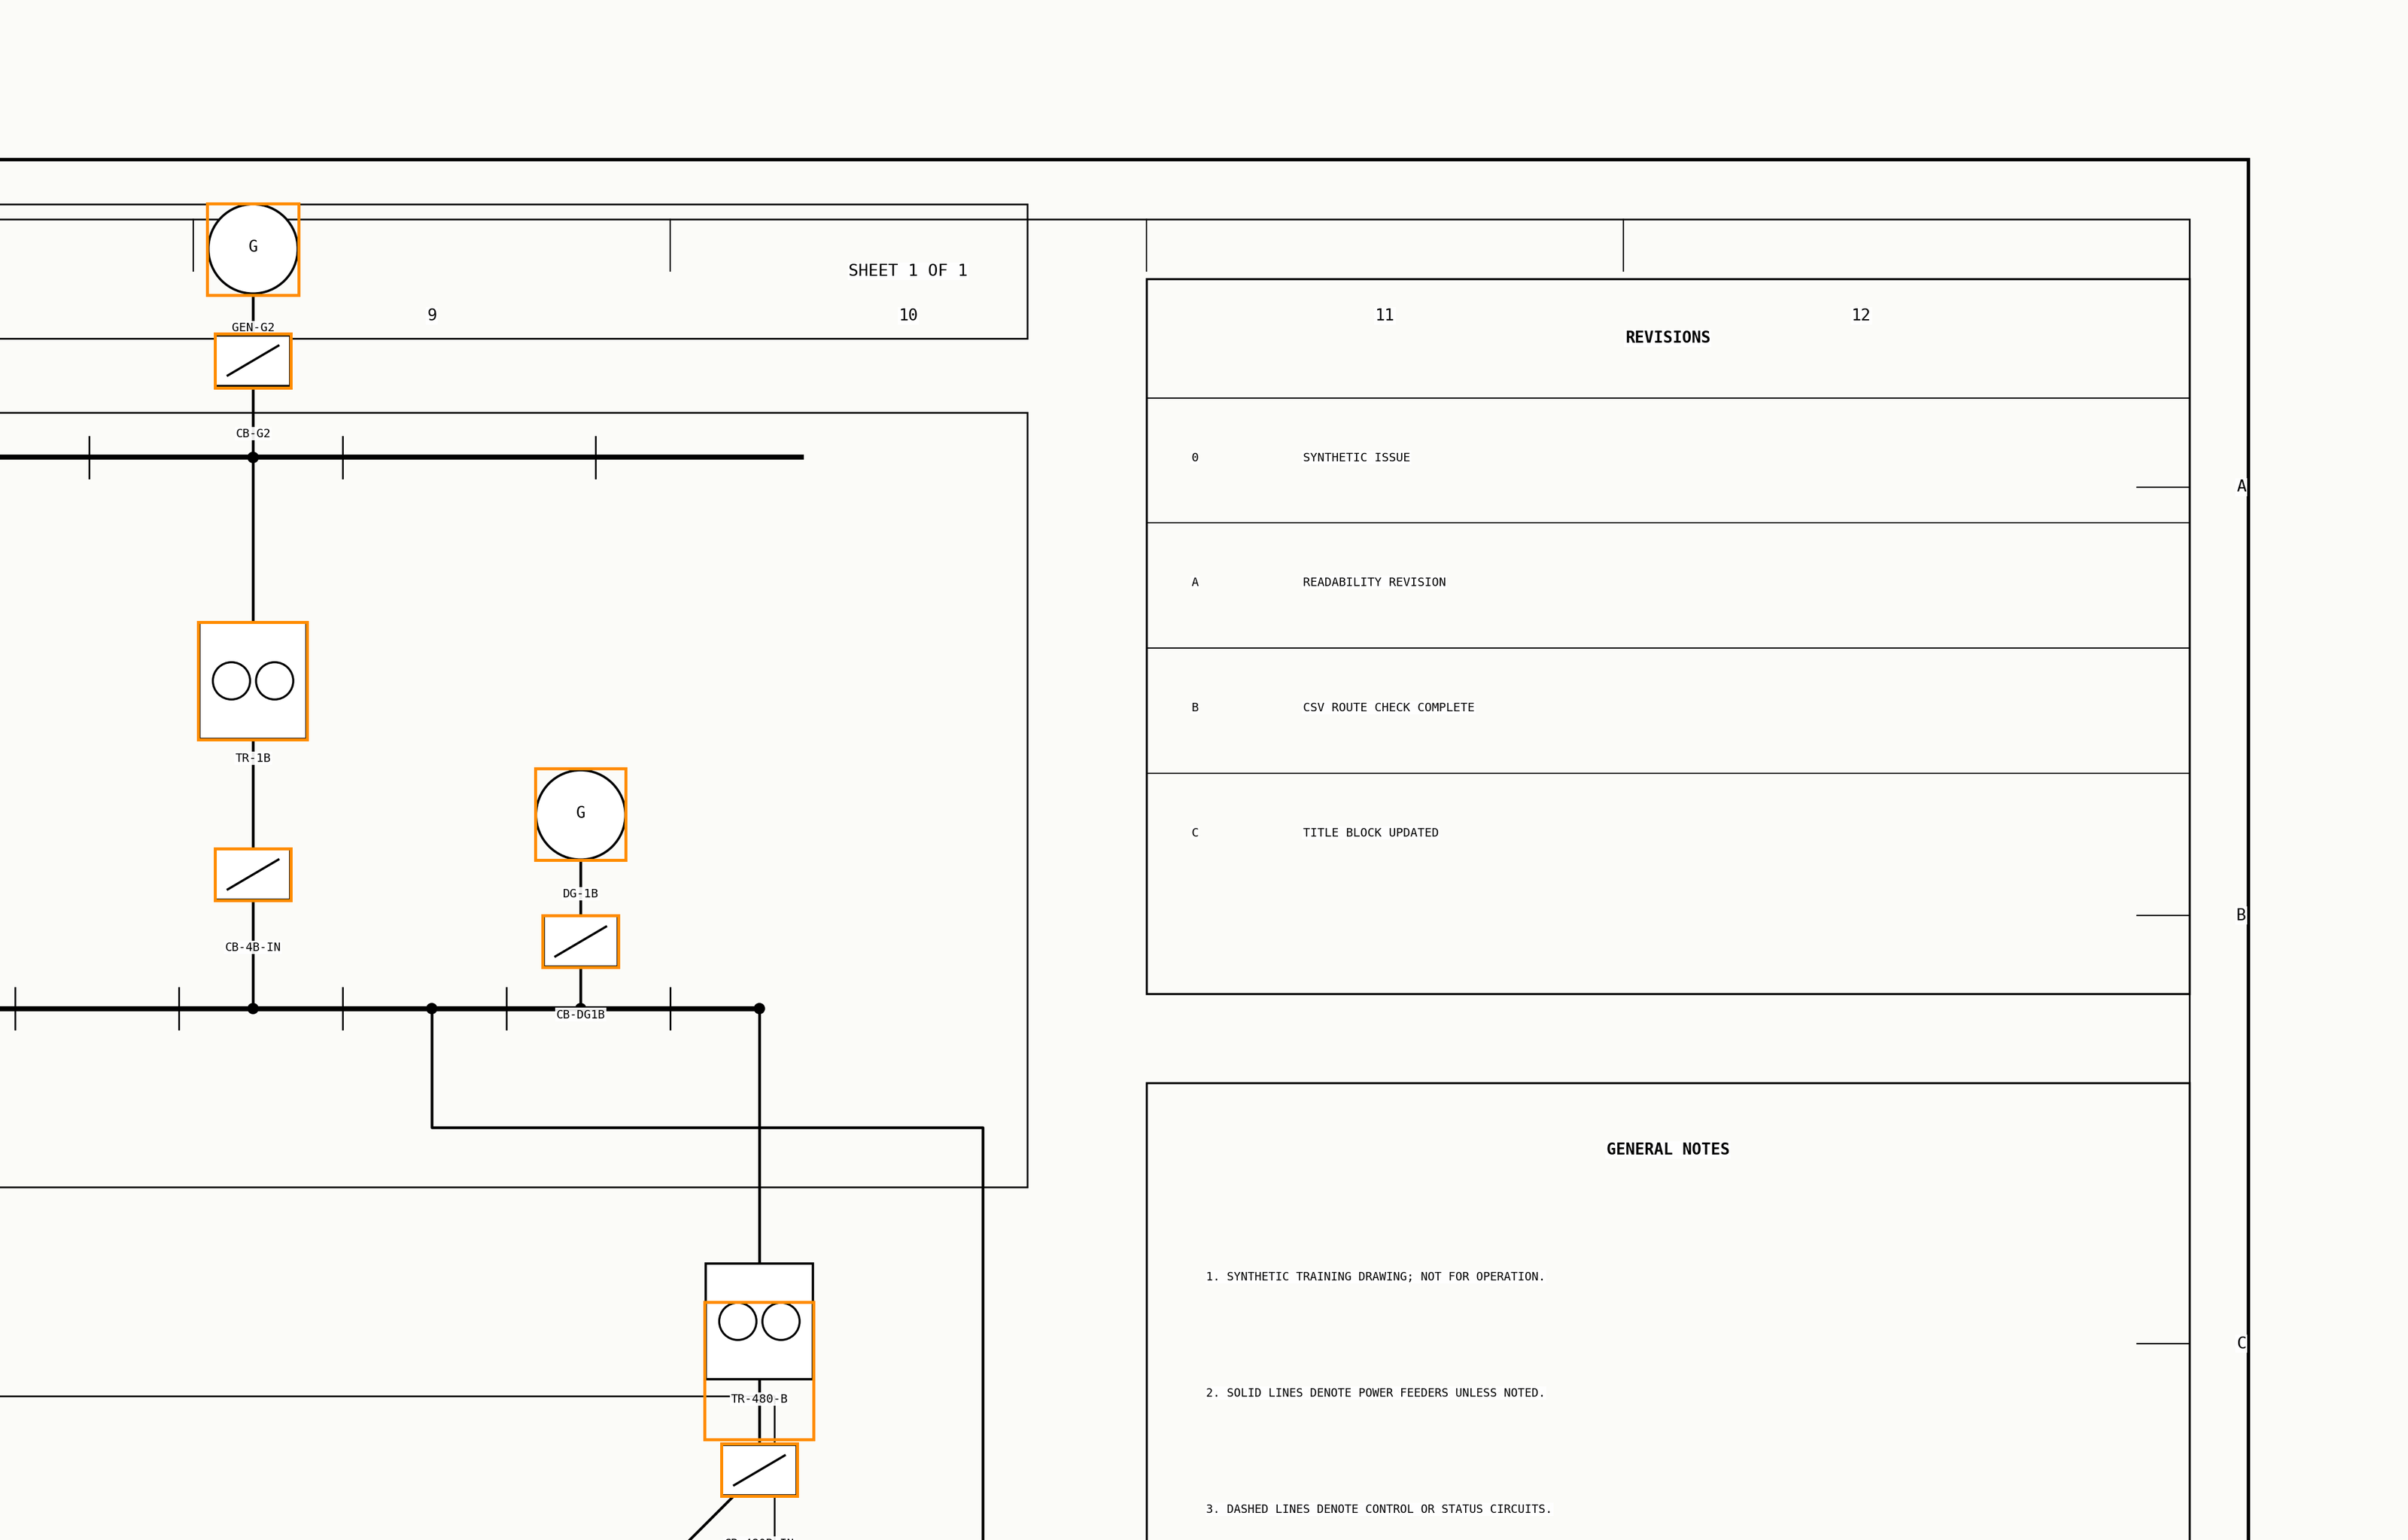 G
SHEET 1 OF 1
9
10
11
12
GEN-G2
REVISIONS
CB-G2
0 SYNTHETIC ISSUE
A
A READABILITY REVISION
B CSV ROUTE CHECK COMPLETE
TR-1B
G
C TITLE BLOCK UPDATED
DG-1B
B
CB-4B-IN
CB-DG1B
GENERAL NOTES
1. SYNTHETIC TRAINING DRAWING; NOT FOR OPERATION.
C
2. SOLID LINES DENOTE POWER FEEDERS UNLESS NOTED.
TR-480-B
3. DASHED LINES DENOTE CONTROL OR STATUS CIRCUITS.